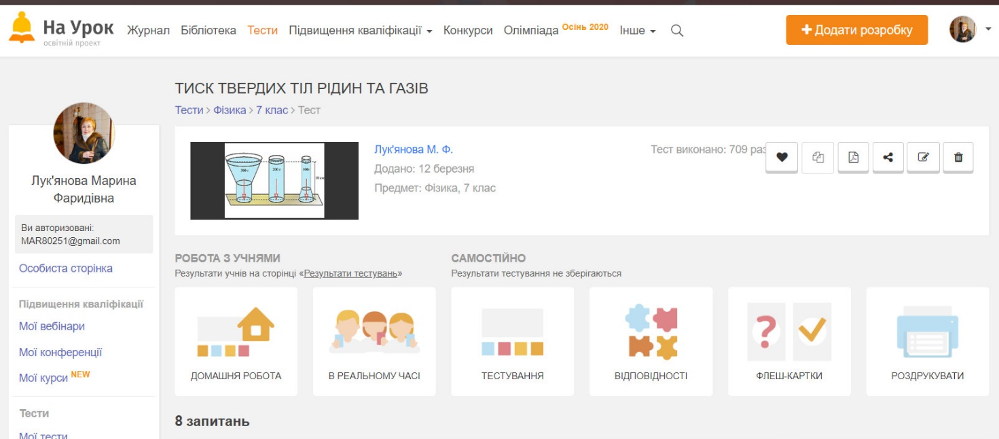 На Урок
освітній проект
Журнал Бібліотека Тести Підвищення кваліфікації Конкурси Олімпіада Осінь 2020 Інше
+ Додати розробку
ТИСК ТВЕРДИХ ТІЛ РІДИН ТА ГАЗІВ
Тести > Фізика > 7 клас > Тест
Лук'янова Марина
Фаридівна
Ви авторизовані:
MAR80251@gmail.com
Особиста сторінка
Підвищення кваліфікації
Мої вебінари
Мої конференції
Мої курси NEW
Тести
Мої тести
300 г 200 г 100 г
10 см
Лук'янова М. Ф.
Додано: 12 березня
Предмет: Фізика, 7 клас
Тест виконано: 709 раз
РОБОТА З УЧНЯМИ
Результати учнів на сторінці «Результати тестувань»
САМОСТІЙНО
Результати тестування не зберігаються
ДОМАШНЯ РОБОТА
В РЕАЛЬНОМУ ЧАСІ
ТЕСТУВАННЯ
ВІДПОВІДНОСТІ
ФЛЕШ-КАРТКИ
РОЗДРУКУВАТИ
8 запитань